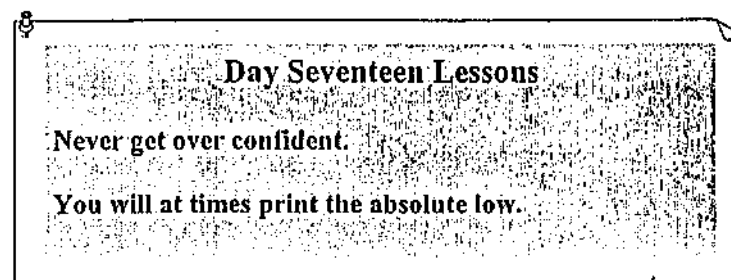 Day Seventeen Lessons
Never get over confident.
You will at times print the absolute low.